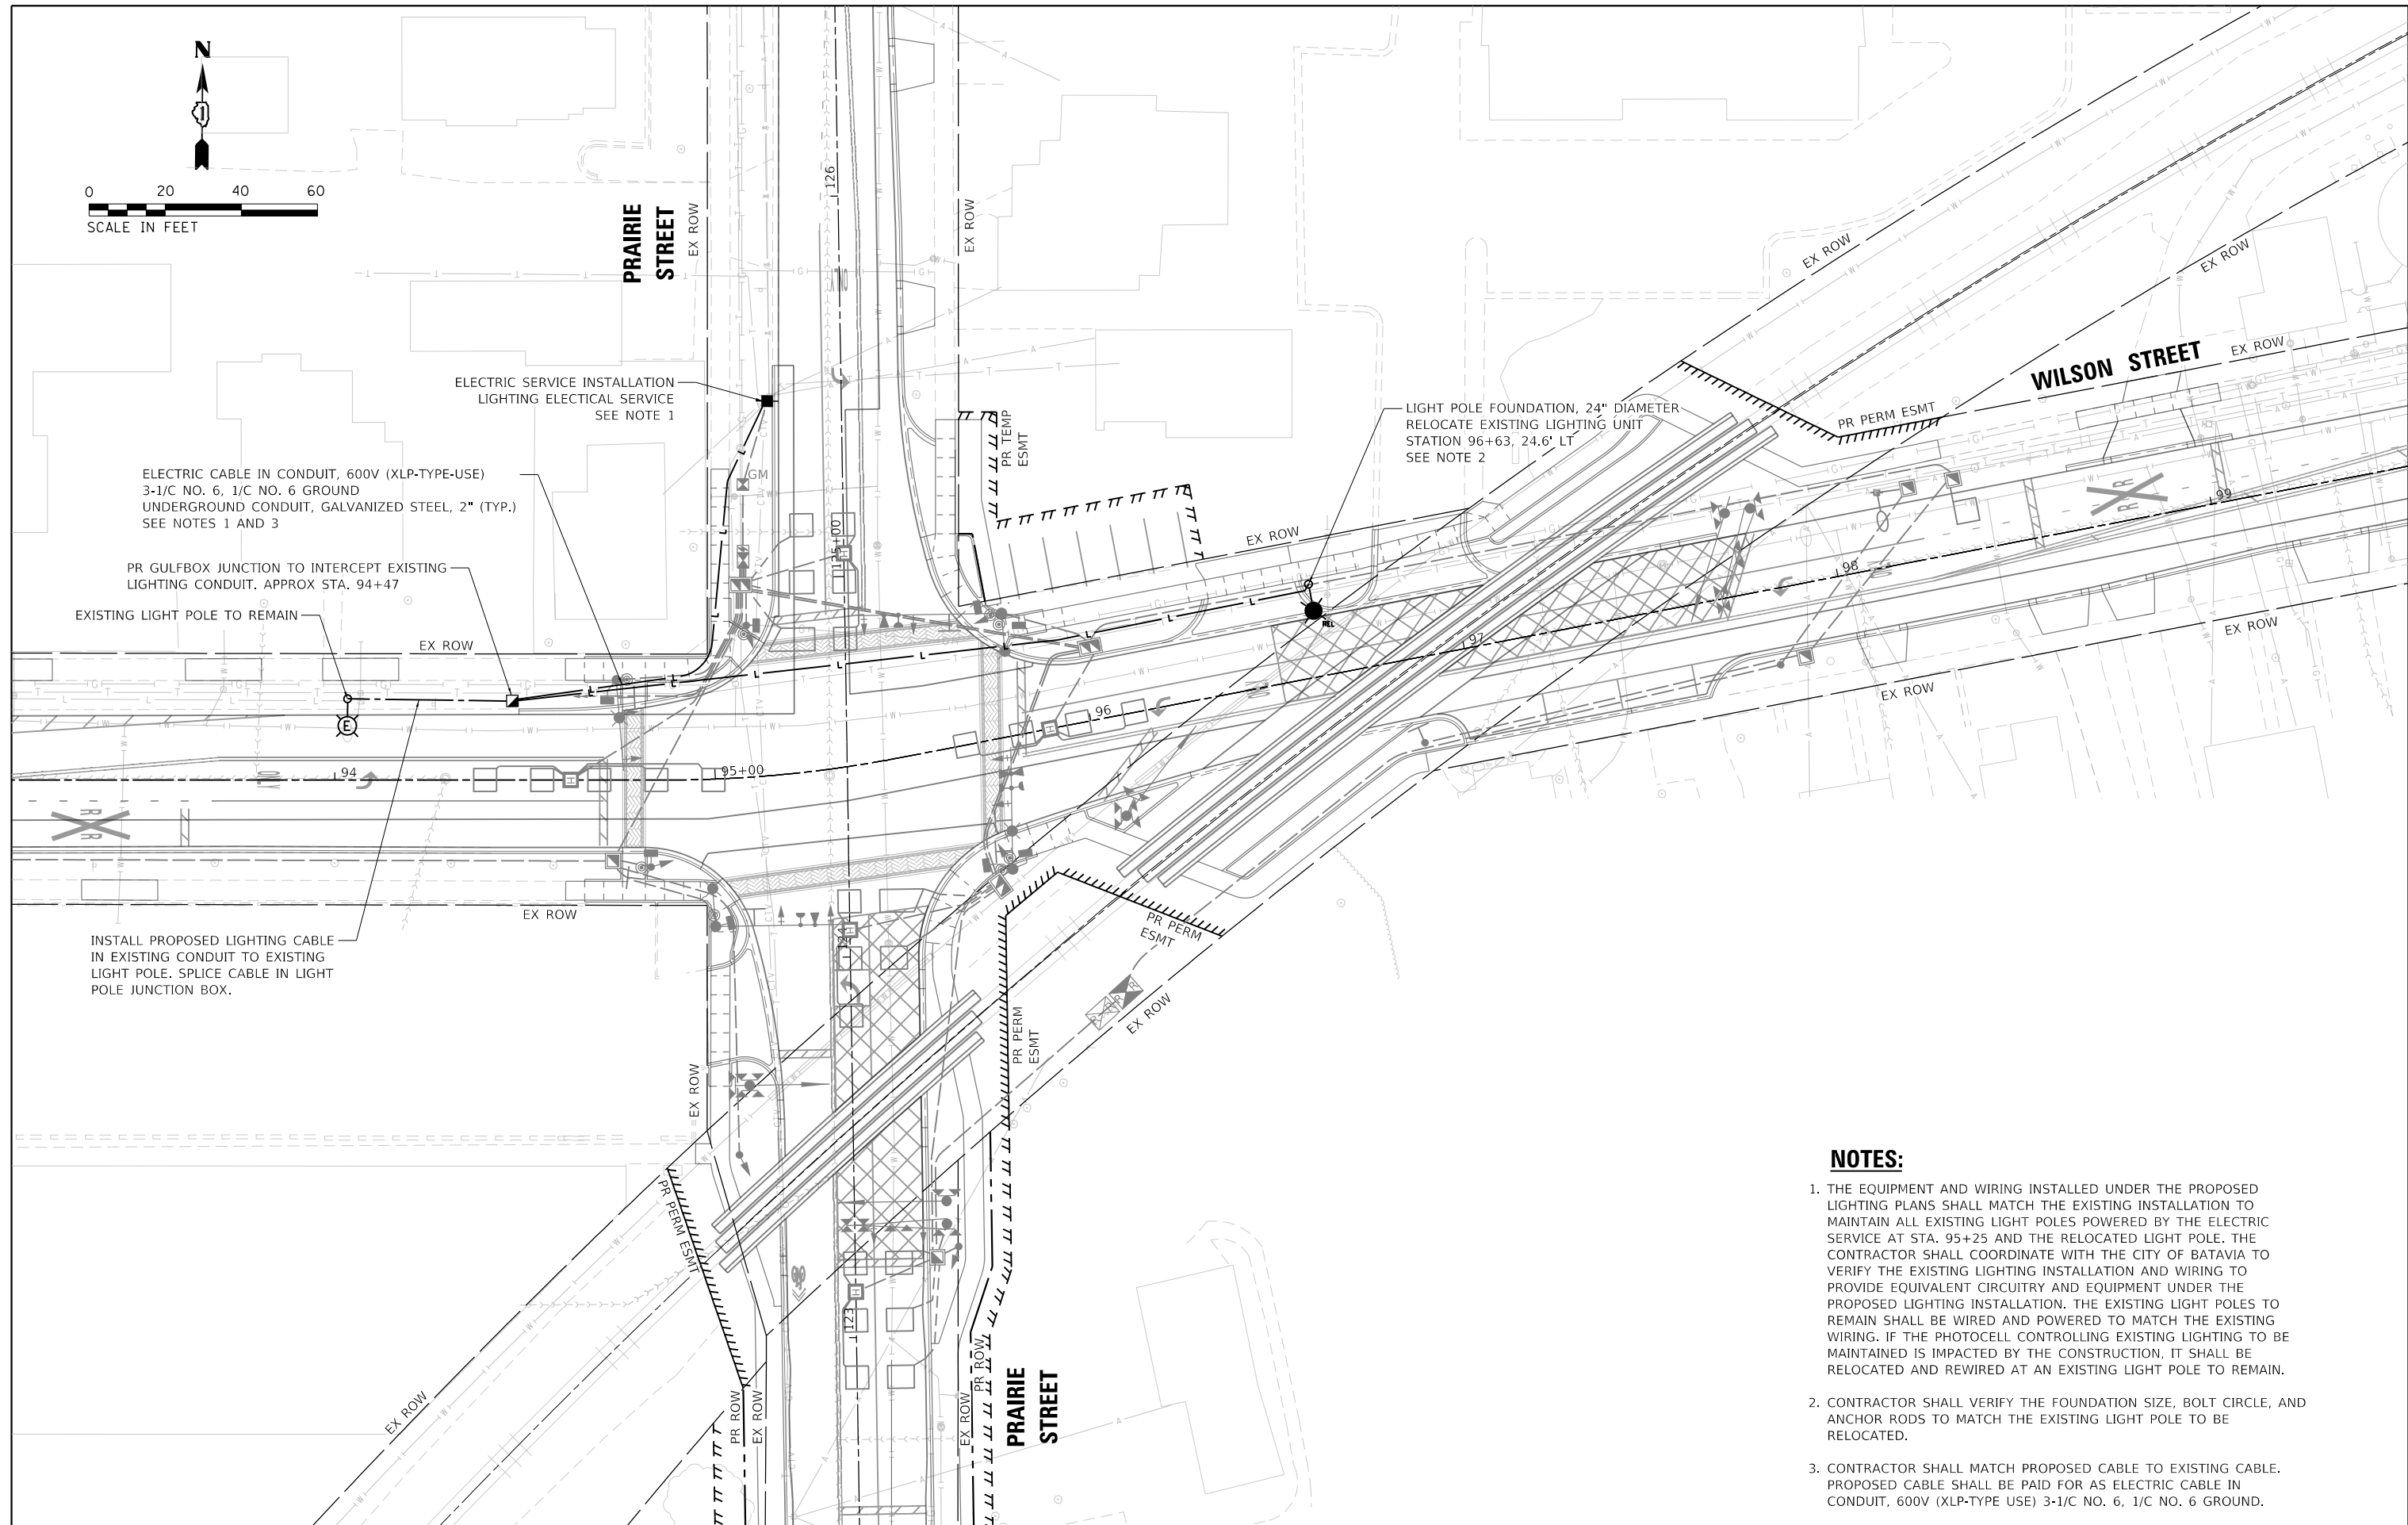 N
0 20 40 60
SCALE IN FEET
PRAIRIE
STREET
EX ROW
EX ROW
126
EX ROW
EX ROW
WILSON STREET
EX ROW
PR PERM ESMT
ELECTRIC SERVICE INSTALLATION
LIGHTING ELECTICAL SERVICE
SEE NOTE 1
GM
PR TEMP
ESMT
LIGHT POLE FOUNDATION, 24" DIAMETER
RELOCATE EXISTING LIGHTING UNIT
STATION 96+63, 24.6' LT
SEE NOTE 2
ELECTRIC CABLE IN CONDUIT, 600V (XLP-TYPE-USE)
3-1/C NO. 6, 1/C NO. 6 GROUND
UNDERGROUND CONDUIT, GALVANIZED STEEL, 2" (TYP.)
SEE NOTES 1 AND 3
PR GULFBOX JUNCTION TO INTERCEPT EXISTING
LIGHTING CONDUIT. APPROX STA. 94+47
EXISTING LIGHT POLE TO REMAIN
EX ROW
E
EX ROW
REL
99
98
97
96
95+00
94
R R
R R
EX ROW
EX ROW
EX ROW
INSTALL PROPOSED LIGHTING CABLE
IN EXISTING CONDUIT TO EXISTING
LIGHT POLE. SPLICE CABLE IN LIGHT
POLE JUNCTION BOX.
124
PR PERM
ESMT
PR PERM
ESMT
EX ROW
EX ROW
PR PERM ESMT
123
EX ROW
PR ROW
EX ROW
EX ROW
PR ROW
PRAIRIE
STREET
NOTES:
1. THE EQUIPMENT AND WIRING INSTALLED UNDER THE PROPOSED
LIGHTING PLANS SHALL MATCH THE EXISTING INSTALLATION TO
MAINTAIN ALL EXISTING LIGHT POLES POWERED BY THE ELECTRIC
SERVICE AT STA. 95+25 AND THE RELOCATED LIGHT POLE. THE
CONTRACTOR SHALL COORDINATE WITH THE CITY OF BATAVIA TO
VERIFY THE EXISTING LIGHTING INSTALLATION AND WIRING TO
PROVIDE EQUIVALENT CIRCUITRY AND EQUIPMENT UNDER THE
PROPOSED LIGHTING INSTALLATION. THE EXISTING LIGHT POLES TO
REMAIN SHALL BE WIRED AND POWERED TO MATCH THE EXISTING
WIRING. IF THE PHOTOCELL CONTROLLING EXISTING LIGHTING TO BE
MAINTAINED IS IMPACTED BY THE CONSTRUCTION, IT SHALL BE
RELOCATED AND REWIRED AT AN EXISTING LIGHT POLE TO REMAIN.
2. CONTRACTOR SHALL VERIFY THE FOUNDATION SIZE, BOLT CIRCLE, AND
ANCHOR RODS TO MATCH THE EXISTING LIGHT POLE TO BE
RELOCATED.
3. CONTRACTOR SHALL MATCH PROPOSED CABLE TO EXISTING CABLE.
PROPOSED CABLE SHALL BE PAID FOR AS ELECTRIC CABLE IN
CONDUIT, 600V (XLP-TYPE USE) 3-1/C NO. 6, 1/C NO. 6 GROUND.